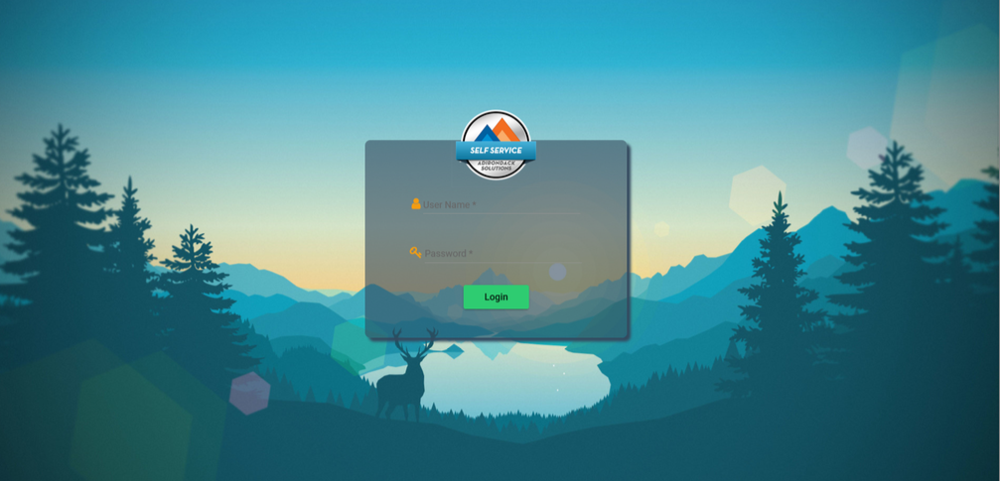 SELF SERVICE
ADIRONDACK
SOLUTIONS
User Name *
Password *
Login